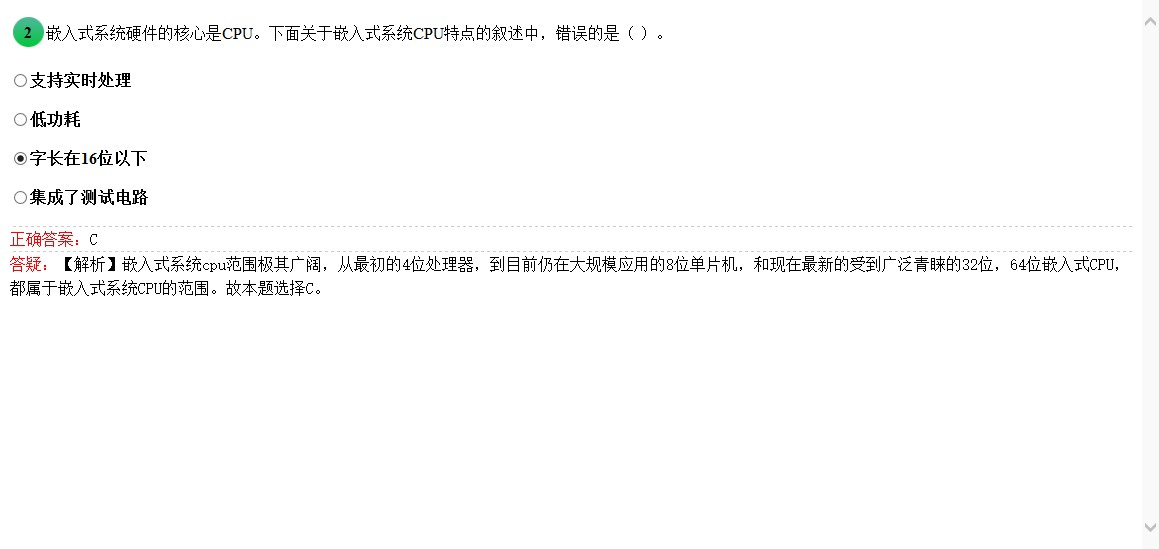 2 嵌入式系统硬件的核心是CPU。下面关于嵌入式系统CPU特点的叙述中，错误的是（ ）。
支持实时处理
低功耗
字长在16位以下
集成了测试电路
正确答案：C
答疑：【解析】嵌入式系统cpu范围极其广阔，从最初的4位处理器，到目前仍在大规模应用的8位单片机，和现在最新的受到广泛青睐的32位，64位嵌入式CPU，
都属于嵌入式系统CPU的范围。故本题选择C。